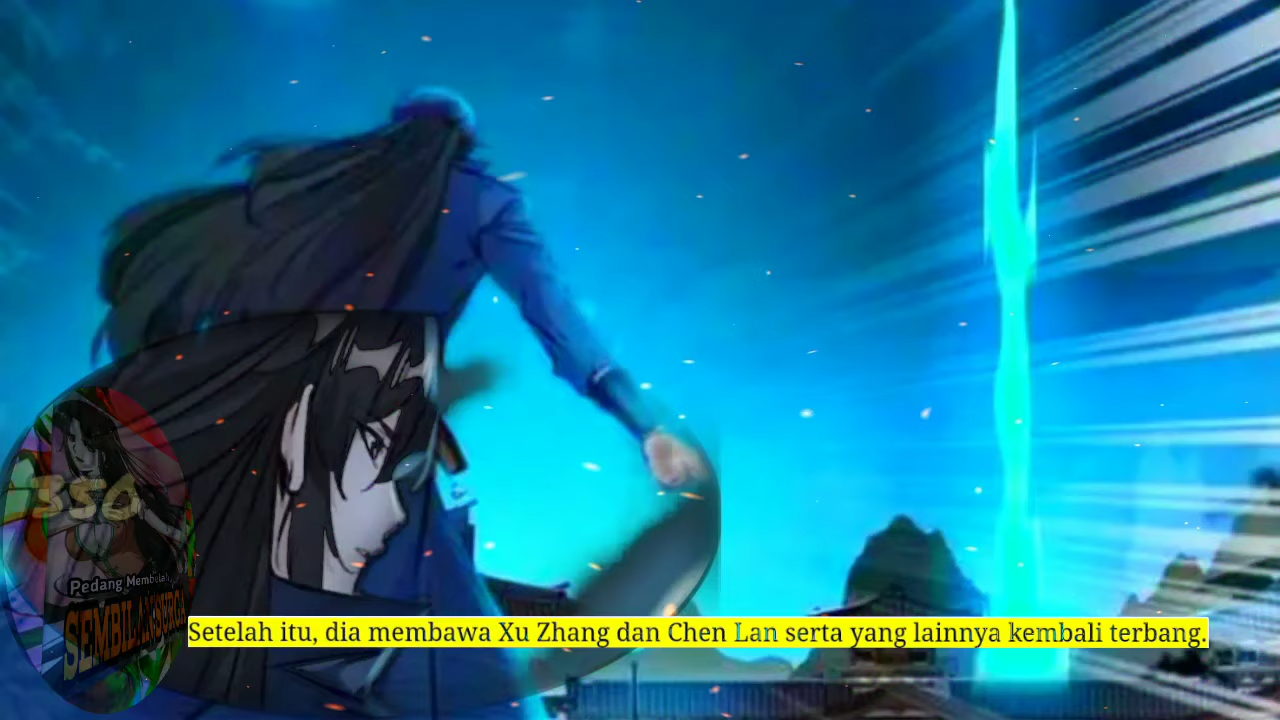 350
Pedang Membelah
SEMBILAN SURGA
Setelah itu, dia membawa Xu Zhang dan Chen Lan serta yang lainnya kembali terbang.